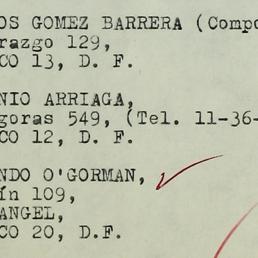 OS GOMEZ BARRERA (Compo
razgo 129,
CO 13, D. F.
NIO ARRIAGA,
goras 549, (Tel. 11-36-
CO 12, D. F.
NDO O'GORMAN,
ín 109,
ANGEL,
CO 20, D.F.